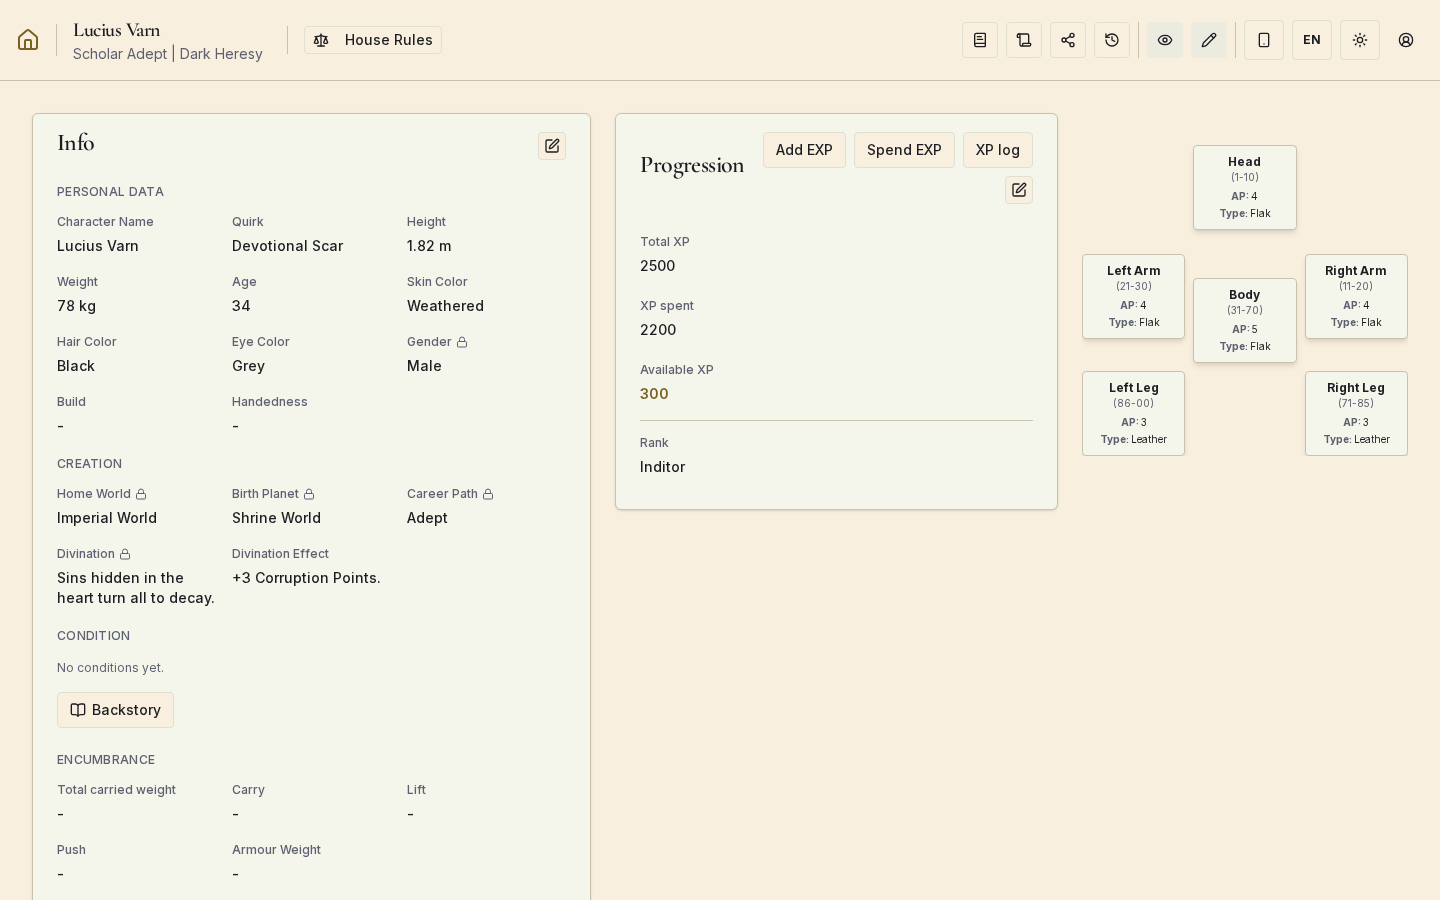 Lucius Varn
Scholar Adept | Dark Heresy
House Rules
EN
Info
PERSONAL DATA
Character Name
Quirk
Height
Lucius Varn
Devotional Scar
1.82 m
Weight
Age
Skin Color
78 kg
34
Weathered
Hair Color
Eye Color
Gender
Black
Grey
Male
Build
Handedness
-
-
CREATION
Home World
Birth Planet
Career Path
Imperial World
Shrine World
Adept
Divination
Divination Effect
Sins hidden in the
heart turn all to decay.
+3 Corruption Points.
CONDITION
No conditions yet.
Backstory
ENCUMBRANCE
Total carried weight
Carry
Lift
-
-
-
Push
Armour Weight
-
-
Progression
Add EXP
Spend EXP
XP log
Total XP
2500
XP spent
2200
Available XP
300
Rank
Inditor
Head
(1-10)
AP: 4
Type: Flak
Left Arm
(21-30)
AP: 4
Type: Flak
Body
(31-70)
AP: 5
Type: Flak
Right Arm
(11-20)
AP: 4
Type: Flak
Left Leg
(86-00)
AP: 3
Type: Leather
Right Leg
(71-85)
AP: 3
Type: Leather